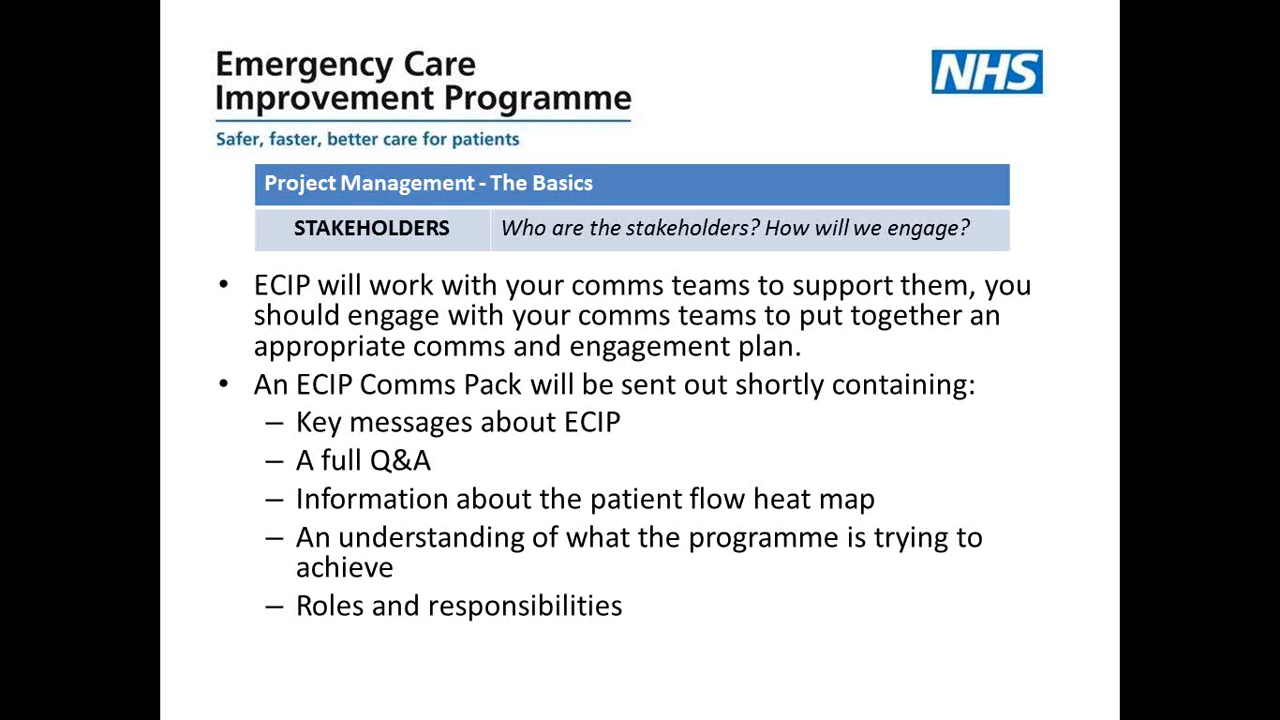 Emergency Care
Improvement Programme
NHS
Safer, faster, better care for patients
Project Management - The Basics
STAKEHOLDERS Who are the stakeholders? How will we engage?
• ECIP will work with your comms teams to support them, you
should engage with your comms teams to put together an
appropriate comms and engagement plan.
• An ECIP Comms Pack will be sent out shortly containing:
– Key messages about ECIP
– A full Q&A
– Information about the patient flow heat map
– An understanding of what the programme is trying to
achieve
– Roles and responsibilities